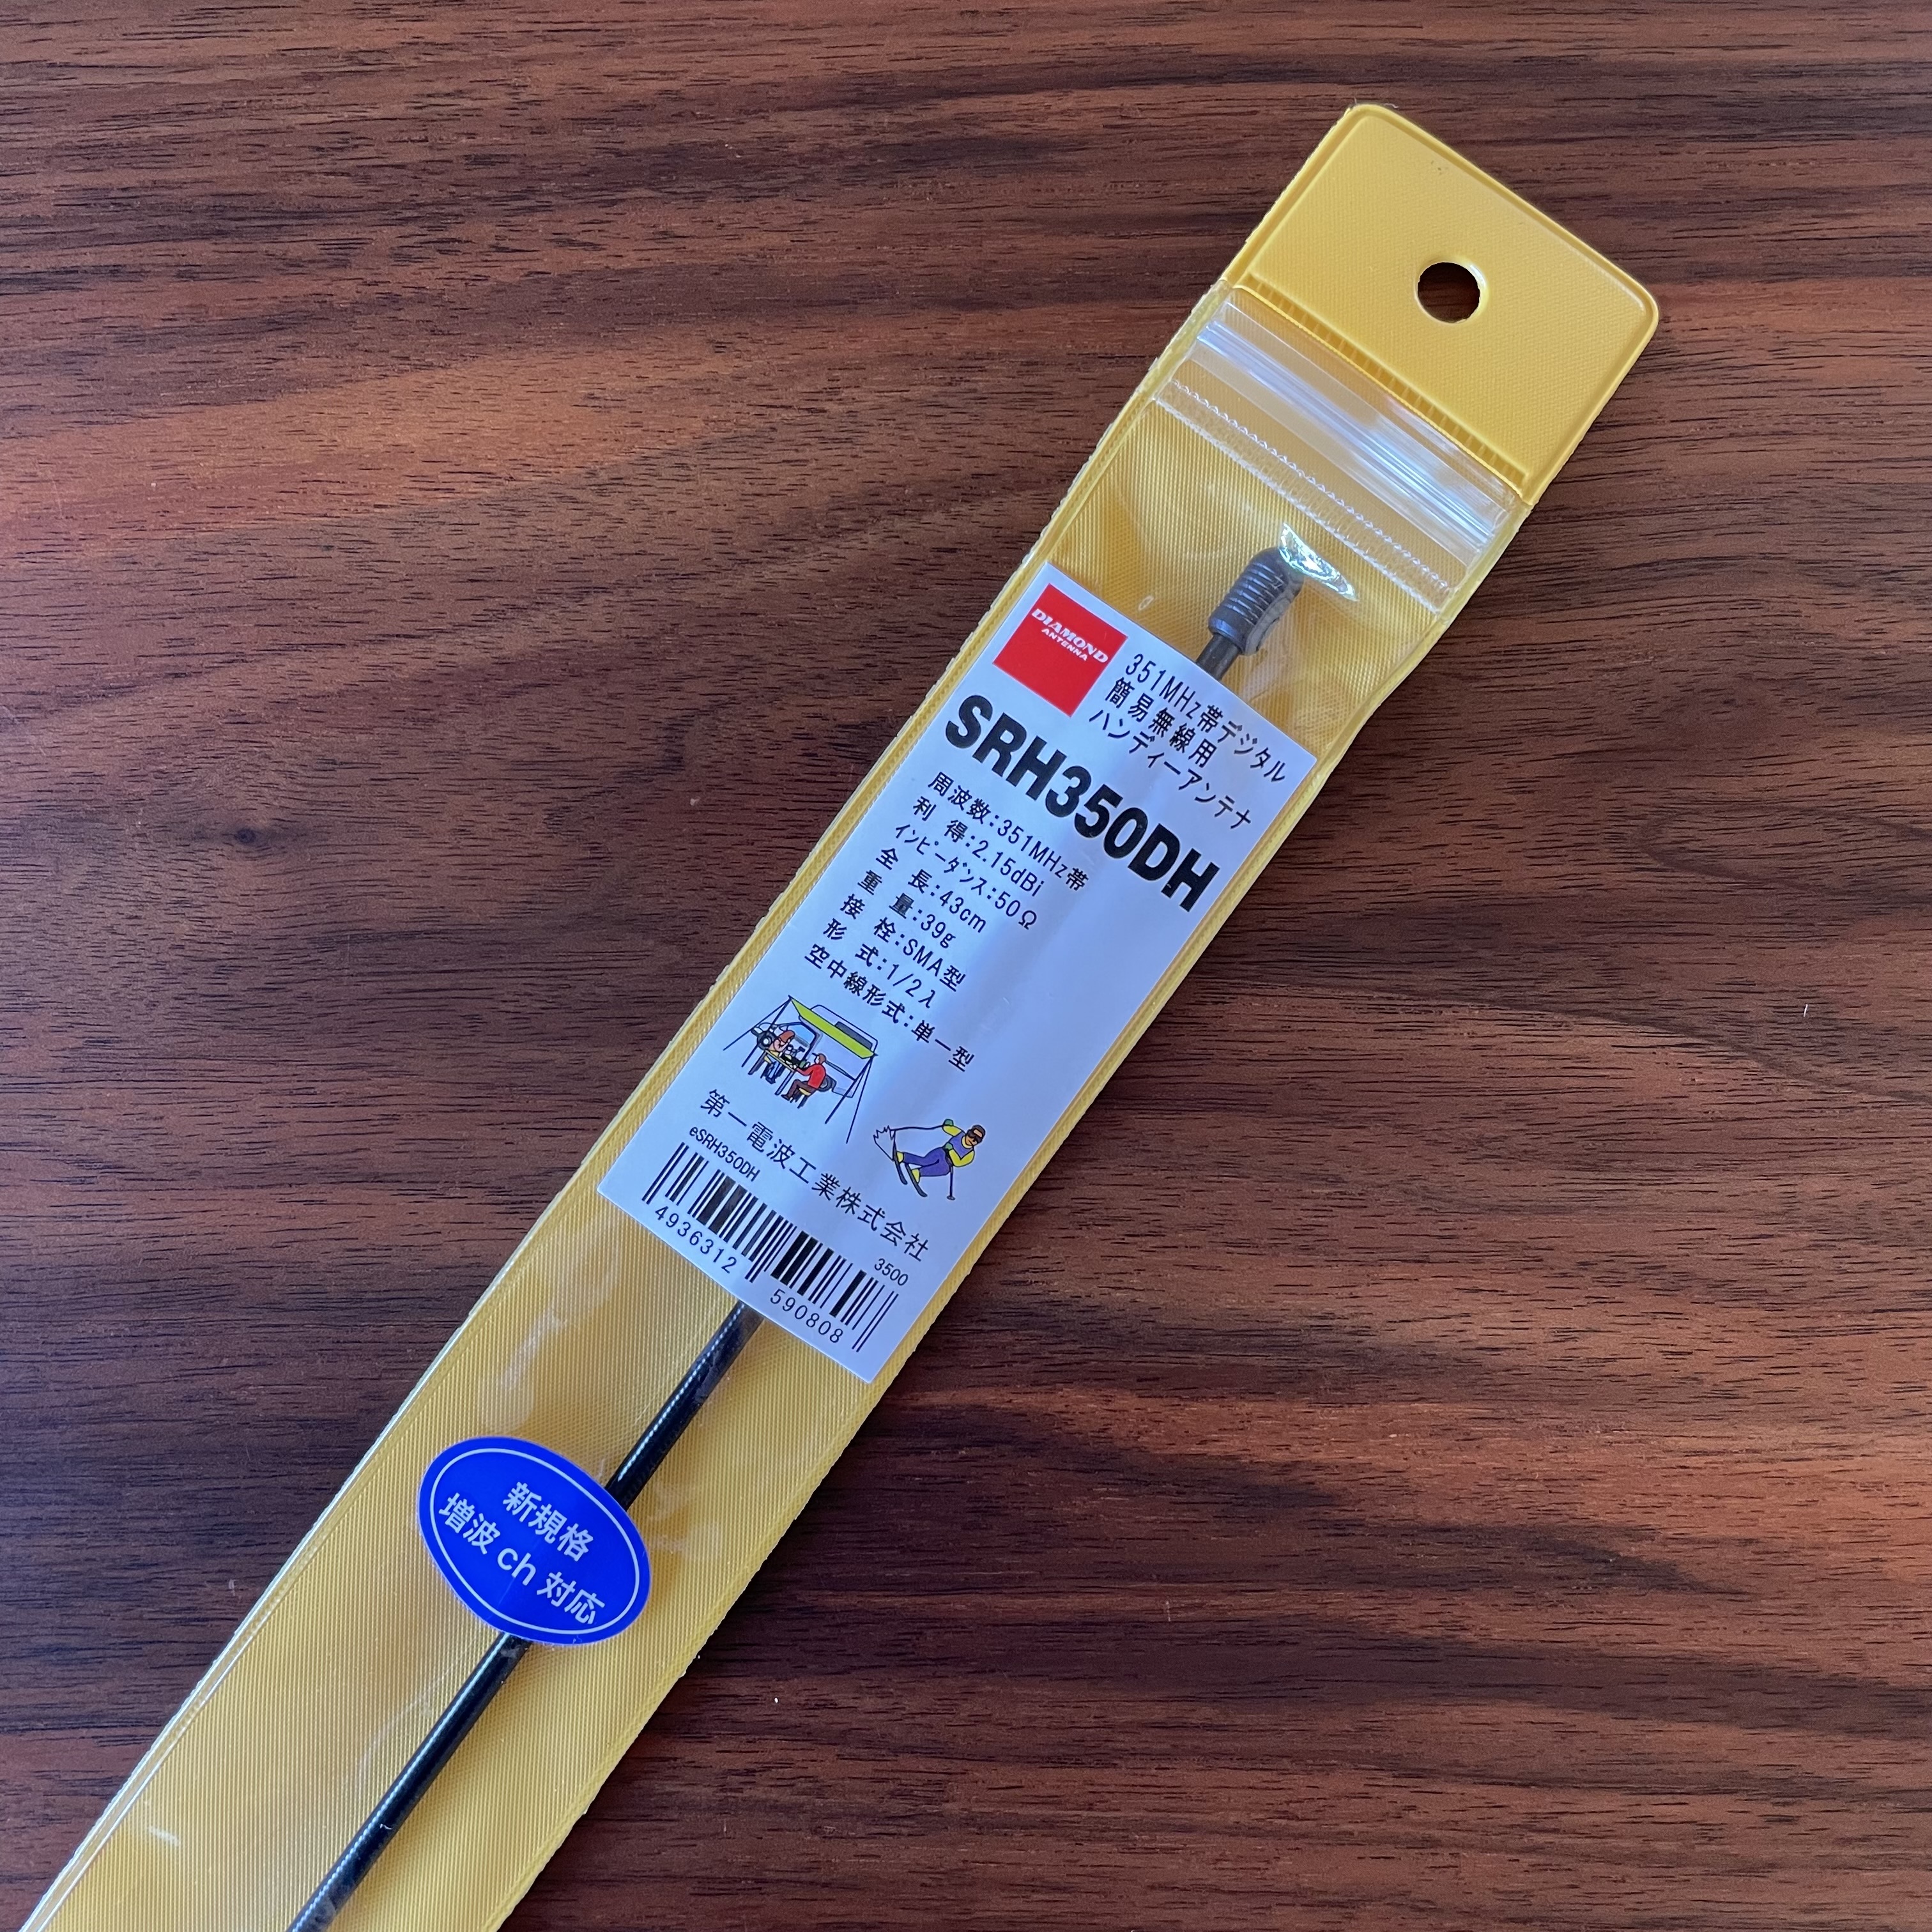 DIAMOND
ANTENNA
351MHz帯デジタル
簡易無線用
ハンディーアンテナ
SRH350DH
周波数:351MHz帯
利 得:2.15dBi
インピーダンス:50Ω
全 長:43cm
重 量:39g
接 栓:SMA型
形 式:1/2λ
空中線形式:単一型
第一電波工業株式会社
eSRH350DH
3500
4936312 590808
新規格
増波ch対応